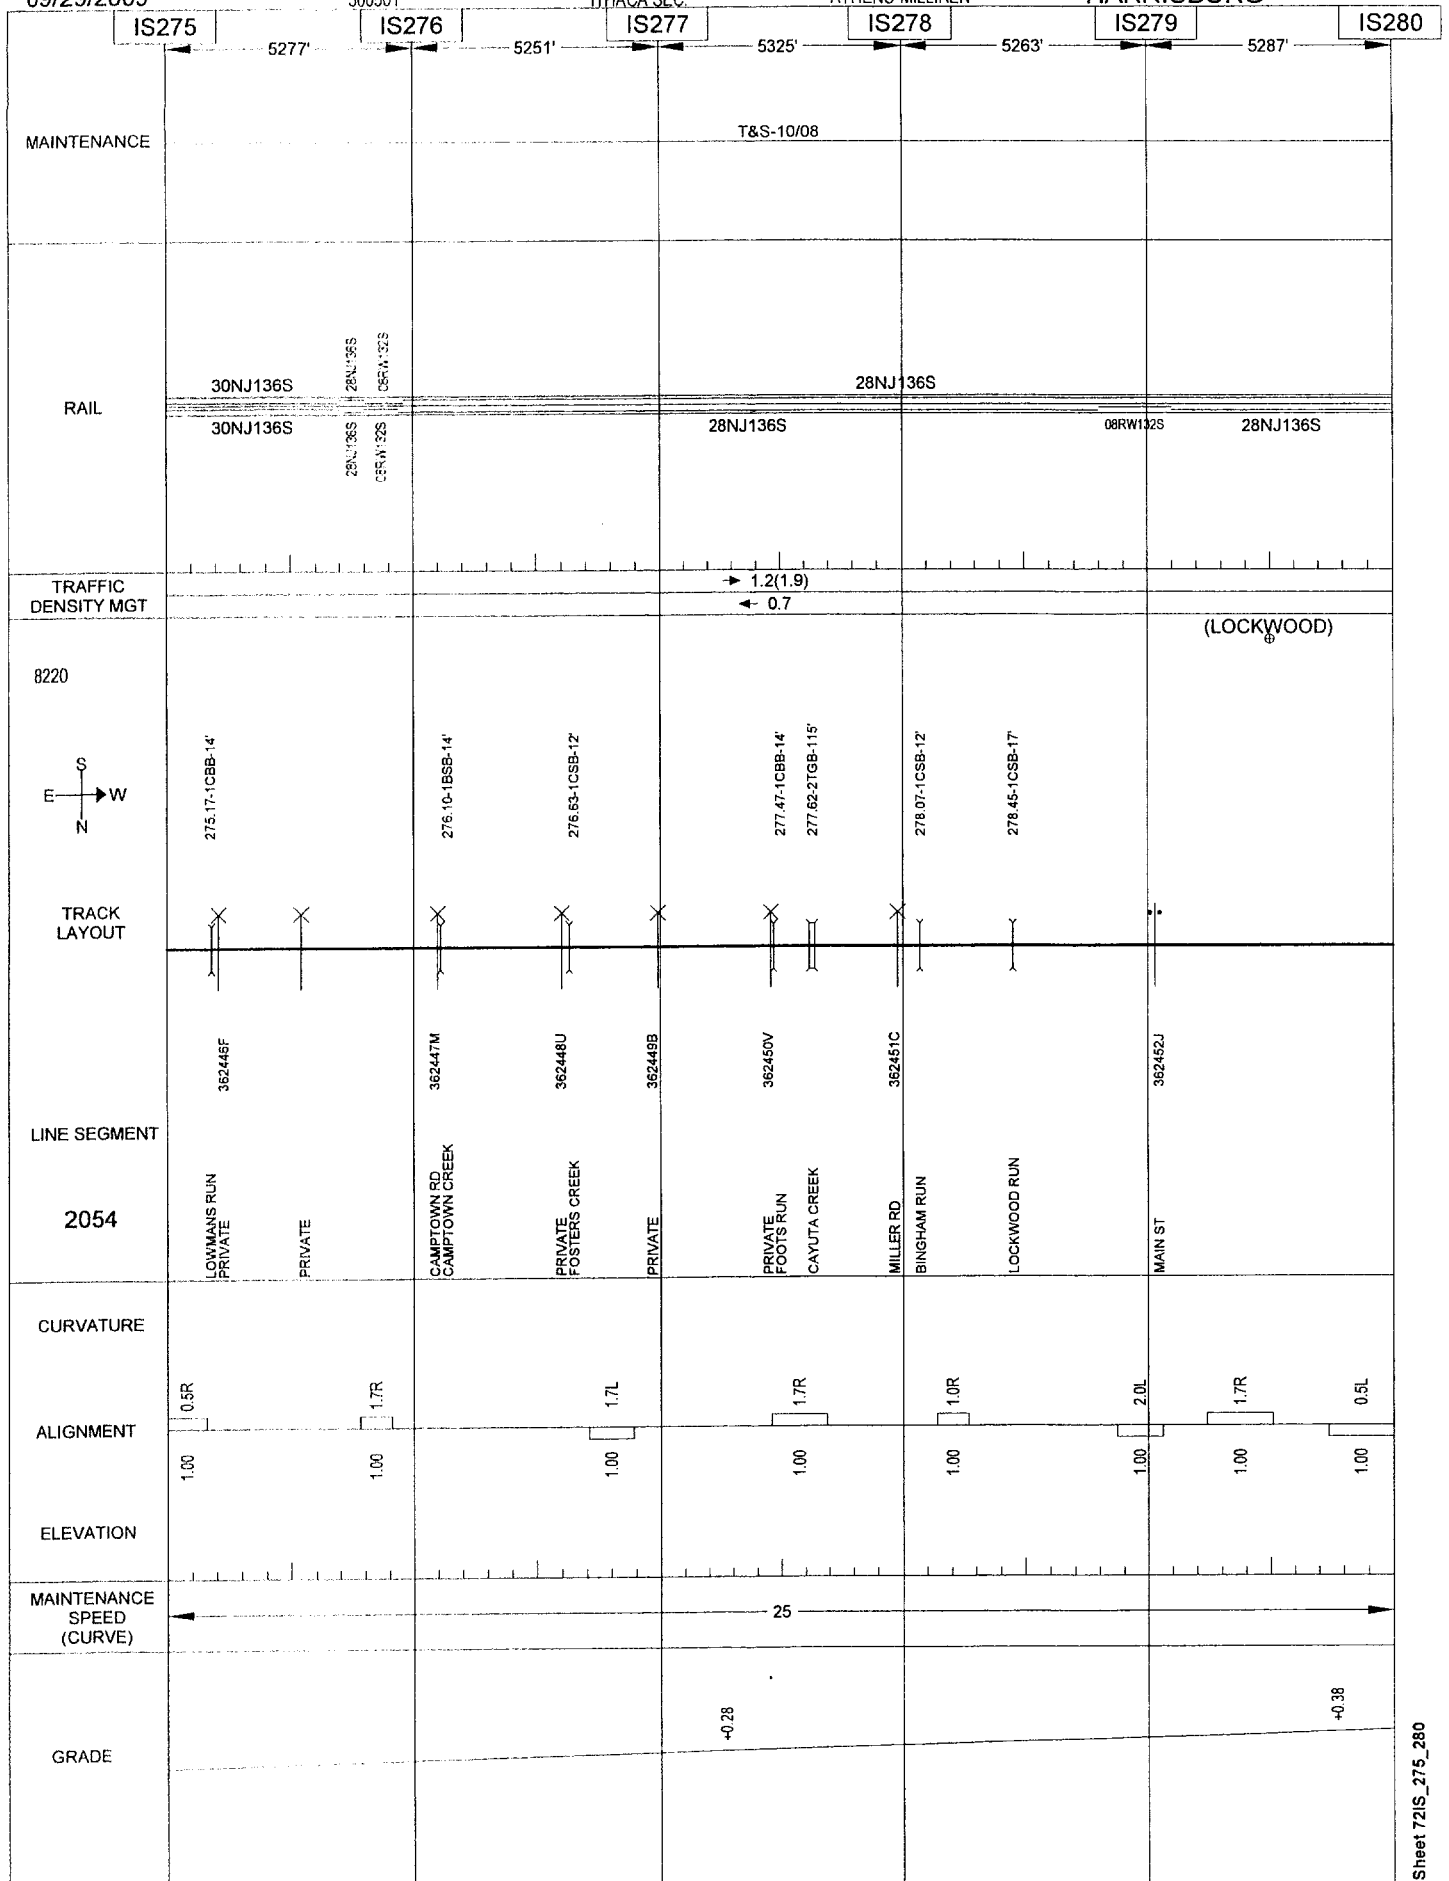 IS275
IS276
IS277
IS278
IS279
IS280
5277'
5251'
5325'
5263'
5287'
MAINTENANCE
T&S-10/08
RAIL
30NJ136S
28NJ136S
08RW132S
28NJ136S
30NJ136S
28NJ136S
08RW132S
28NJ136S
08RW132S
28NJ136S
TRAFFIC
DENSITY MGT
1.2(1.9)
0.7
(LOCKWOOD)
8220
S
E W
N
275.17-1CBB-14'
276.10-1BSB-14'
276.63-1CSB-12'
277.47-1CBB-14'
277.62-2TGB-115'
278.07-1CSB-12'
278.45-1CSB-17'
TRACK
LAYOUT
362446F
362447M
362448U
362449B
362450V
362451C
362452J
LINE SEGMENT
2054
LOWMANS RUN
PRIVATE
PRIVATE
CAMPTOWN RD
CAMPTOWN CREEK
PRIVATE
FOSTERS CREEK
PRIVATE
PRIVATE
FOOTS RUN
CAYUTA CREEK
MILLER RD
BINGHAM RUN
LOCKWOOD RUN
MAIN ST
CURVATURE
0.5R
1.7R
1.7L
1.7R
1.0R
2.0L
1.7R
0.5L
ALIGNMENT
1.00
1.00
1.00
1.00
1.00
1.00
1.00
1.00
ELEVATION
MAINTENANCE
SPEED
(CURVE)
25
GRADE
+0.28
+0.38
Sheet 72IS_275_280